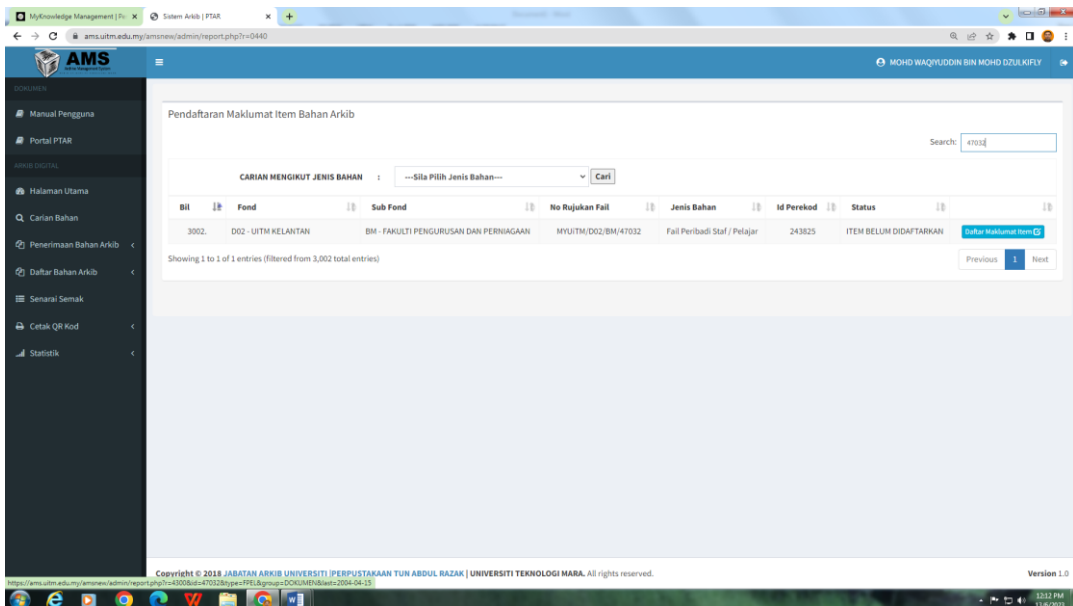 MyKnowledge Management | Po
Sistem Arkib | PTAR
ams.uitm.edu.my/amsnew/admin/report.php?r=0440
AMS
MOHD WAQIYUDDIN BIN MOHD DZULKIFLY
DOKUMEN
Manual Pengguna
Portal PTAR
ARKIB DIGITAL
Halaman Utama
Carian Bahan
Penerimaan Bahan Arkib
Daftar Bahan Arkib
Senarai Semak
Cetak QR Kod
Statistik
Pendaftaran Maklumat Item Bahan Arkib
Search: 47032
CARIAN MENGIKUT JENIS BAHAN : ---Sila Pilih Jenis Bahan--- Cari
Bil Fond Sub Fond No Rujukan Fail Jenis Bahan Id Perekod Status
3002. D02 - UITM KELANTAN BM - FAKULTI PENGURUSAN DAN PERNIAGAAN MYUiTM/D02/BM/47032 Fail Peribadi Staf / Pelajar 243825 ITEM BELUM DIDAFTARKAN Daftar Maklumat Item
Showing 1 to 1 of 1 entries (filtered from 3,002 total entries)
Previous 1 Next
Copyright © 2018 JABATAN ARKIB UNIVERSITI |PERPUSTAKAAN TUN ABDUL RAZAK | UNIVERSITI TEKNOLOGI MARA. All rights reserved.
Version 1.0
https://ams.uitm.edu.my/amsnew/admin/report.php?r=4300&id=47032&type=FPEL&group=DOKUMEN&last=2004-04-15
12:12 PM